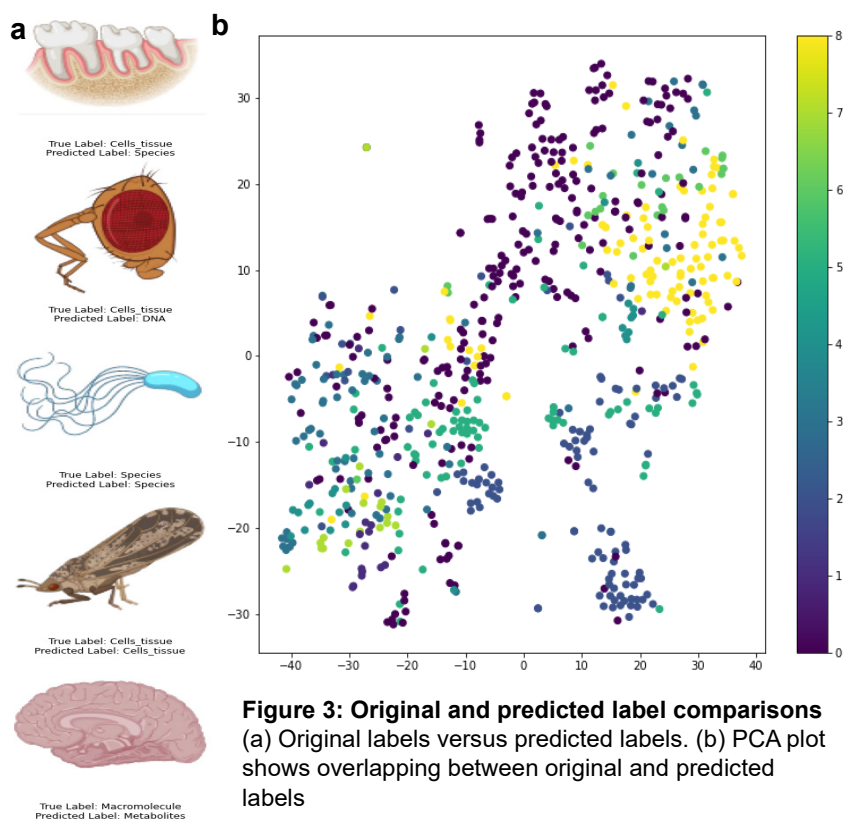 a
True Label: Cells_tissue
Predicted Label: Species
True Label: Cells_tissue
Predicted Label: DNA
True Label: Species
Predicted Label: Species
True Label: Cells_tissue
Predicted Label: Cells_tissue
True Label: Macromolecule
Predicted Label: Metabolites
b
30
20
10
0
−10
−20
−30
−40 −30 −20 −10 0 10 20 30 40
8
7
6
5
4
3
2
1
0
Figure 3: Original and predicted label comparisons
(a) Original labels versus predicted labels. (b) PCA plot
shows overlapping between original and predicted
labels